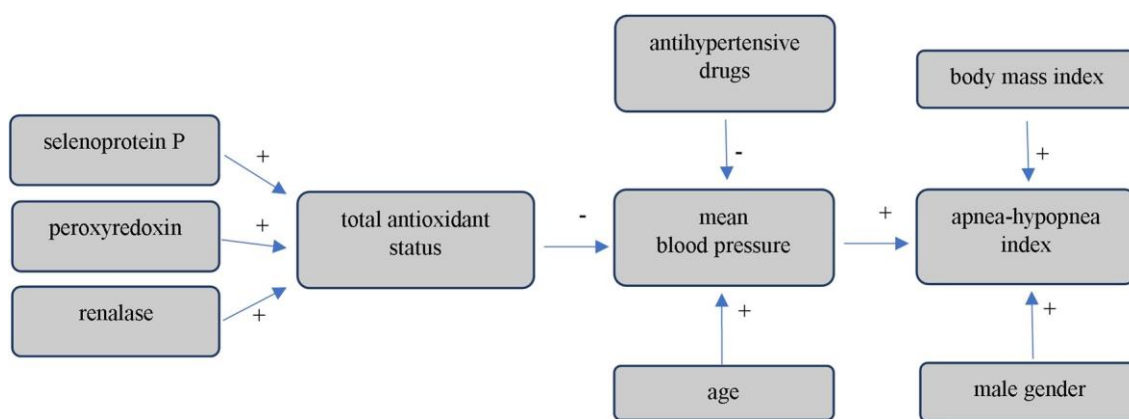 antihypertensive
drugs
body mass index
selenoprotein P
+
-
+
peroxyredoxin
+
total antioxidant
status
-
mean
blood pressure
+
apnea-hypopnea
index
renalase
+
+
+
age
male gender